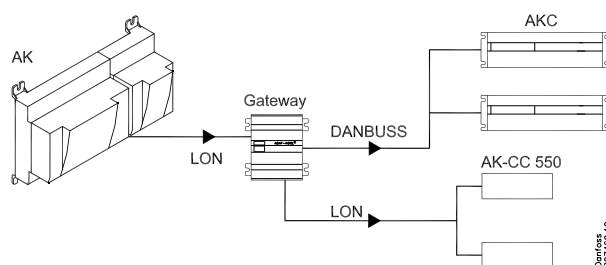 AKC
AK
Gateway
DANBUSS
LON
AK-CC 550
LON
Danfoss